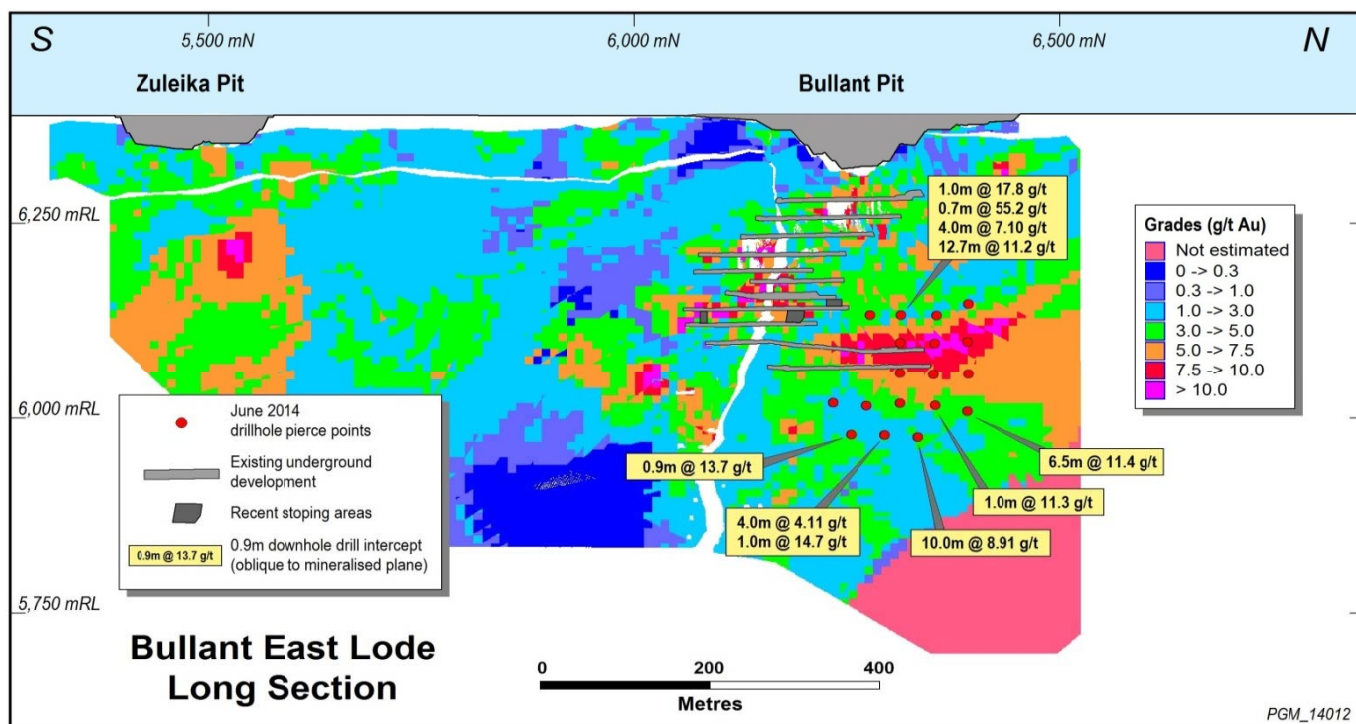 S
5,500 mN
6,000 mN
6,500 mN
N
Zuleika Pit
Bullant Pit
6,250 mRL
6,000 mRL
5,750 mRL
1.0m @ 17.8 g/t
0.7m @ 55.2 g/t
4.0m @ 7.10 g/t
12.7m @ 11.2 g/t
Grades (g/t Au)
Not estimated
0 -> 0.3
0.3 -> 1.0
1.0 -> 3.0
3.0 -> 5.0
5.0 -> 7.5
7.5 -> 10.0
> 10.0
June 2014
drillhole pierce points
Existing underground
development
Recent stoping areas
0.9m @ 13.7 g/t
0.9m downhole drill intercept
(oblique to mineralised plane)
0.9m @ 13.7 g/t
4.0m @ 4.11 g/t
1.0m @ 14.7 g/t
10.0m @ 8.91 g/t
1.0m @ 11.3 g/t
6.5m @ 11.4 g/t
Bullant East Lode
Long Section
0
200
400
Metres
PGM_14012